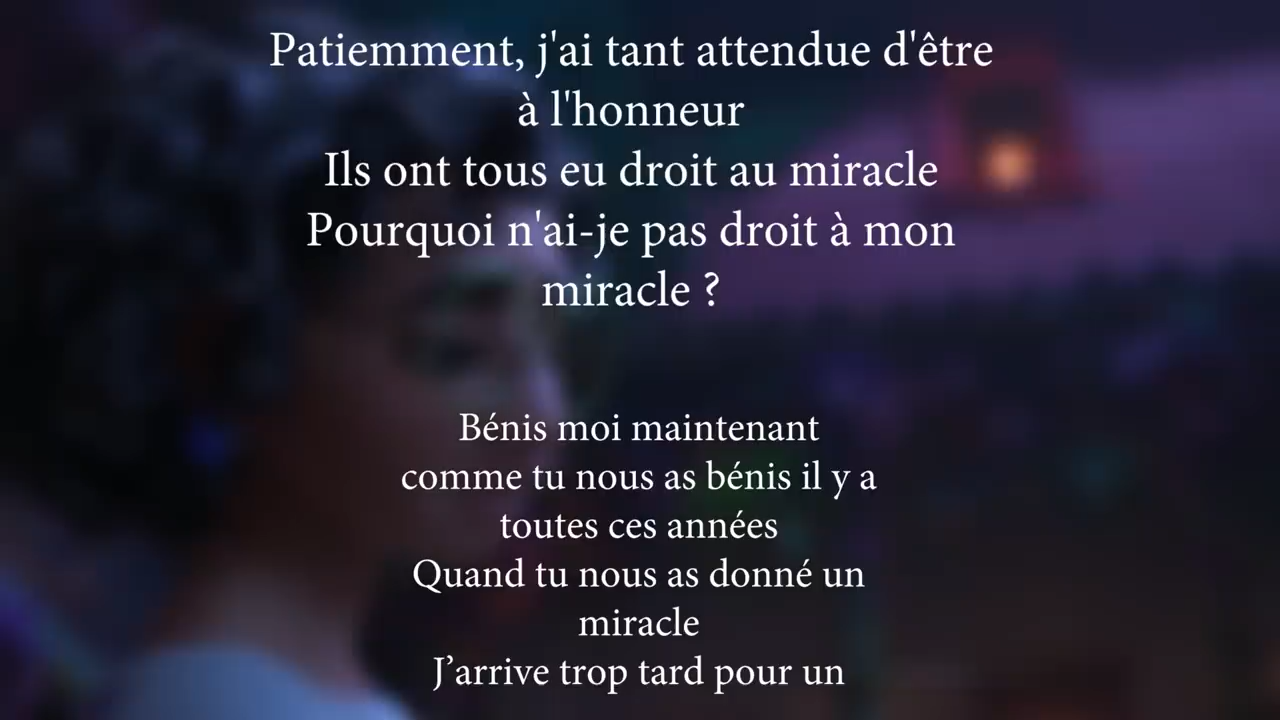 Patiemment, j'ai tant attendue d'être
à l'honneur
Ils ont tous eu droit au miracle
Pourquoi n'ai-je pas droit à mon
miracle ?
Bénis moi maintenant
comme tu nous as bénis il y a
toutes ces années
Quand tu nous as donné un
miracle
J’arrive trop tard pour un